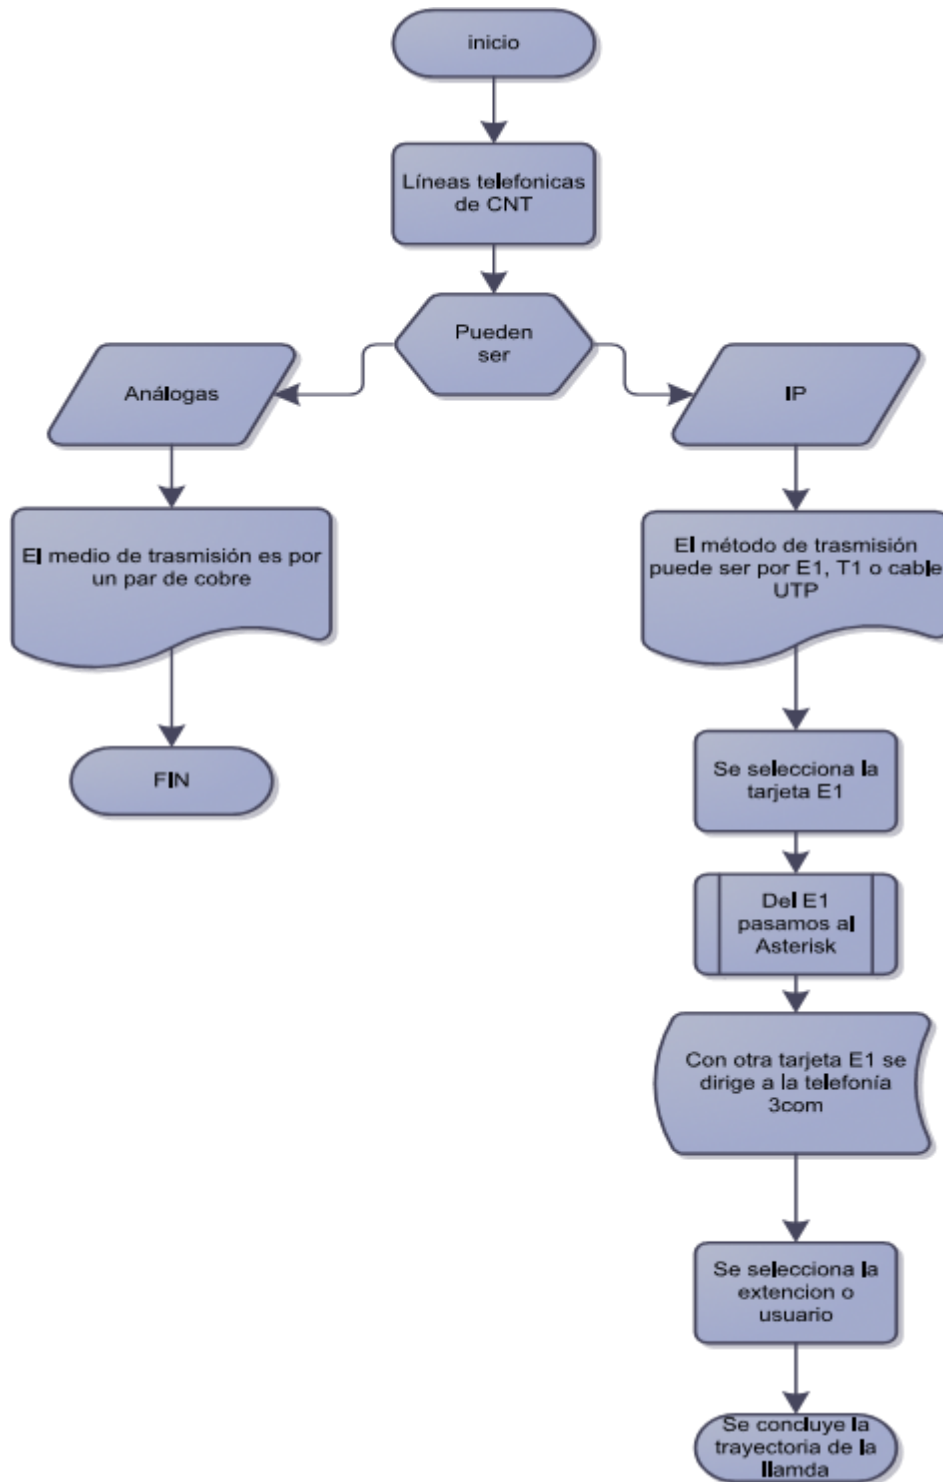 inicio
Líneas telefonicas
de CNT
Pueden
ser
Análogas
IP
El medio de trasmisión es por
un par de cobre
El método de trasmisión
puede ser por E1, T1 o cable
UTP
FIN
Se selecciona la
tarjeta E1
Del E1
pasamos al
Asterisk
Con otra tarjeta E1 se
dirige a la telefonía
3com
Se selecciona la
extencion o
usuario
Se concluye la
trayectoria de la
llamda